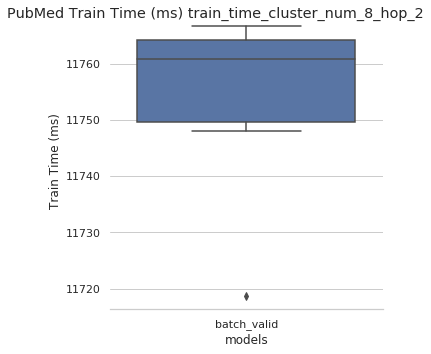 PubMed Train Time (ms) train_time_cluster_num_8_hop_2
11760
11750
11740
11730
11720
Train Time (ms)
batch_valid
models